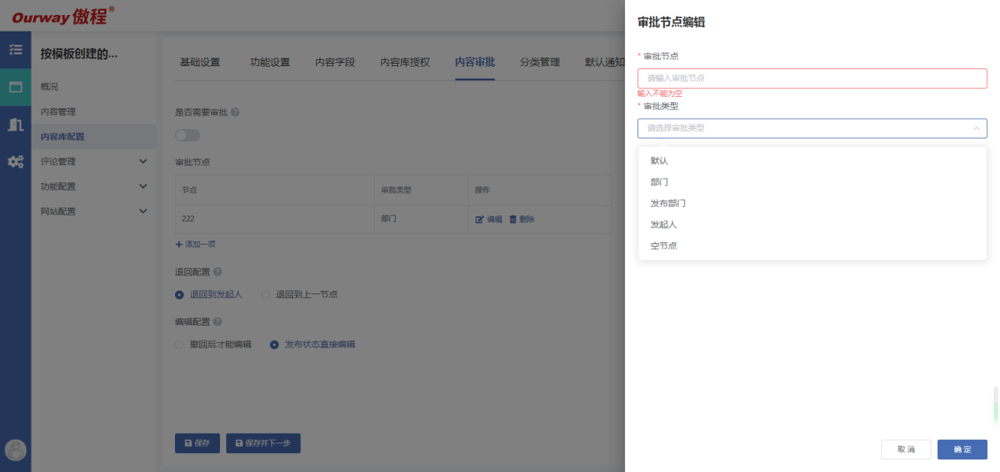 Ourway 傲程®
按模板创建的...
概况
内容管理
内容库配置
评论管理
功能配置
网站配置
基础设置 功能设置 内容字段 内容库授权 内容审批 分类管理 默认通知
是否需要审批
审批节点
节点 审批类型 操作
222 部门 编辑 删除
+ 添加一项
退回配置
退回到发起人 退回到上一节点
编辑配置
撤回后才能编辑 发布状态直接编辑
保存 保存并下一步
审批节点编辑
* 审批节点
请输入审批节点
输入不能为空
* 审批类型
请选择审批类型
默认
部门
发布部门
发起人
空节点
取消 确定